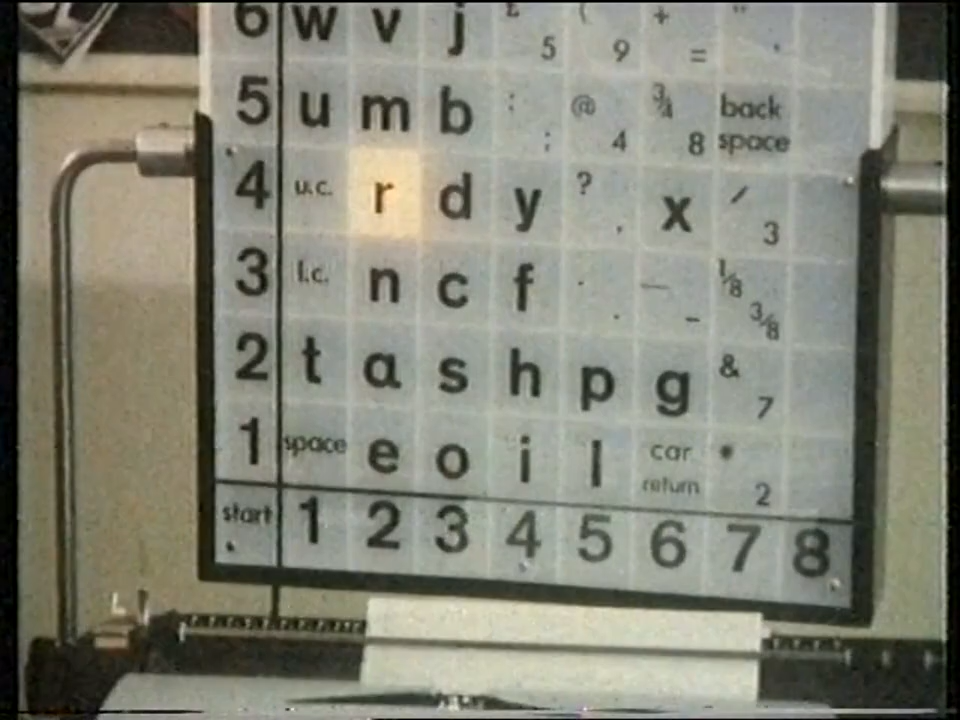 6 w v j £ 5 ( 9 + = "
5 u m b : ; @ 4 ¾ 8 back space
4 u.c. r d y ? , x / 3
3 l.c. n c f · . — - ⅛ ⅜
2 t a s h p g & 7
1 space e o i l car return * 2
start 1 2 3 4 5 6 7 8